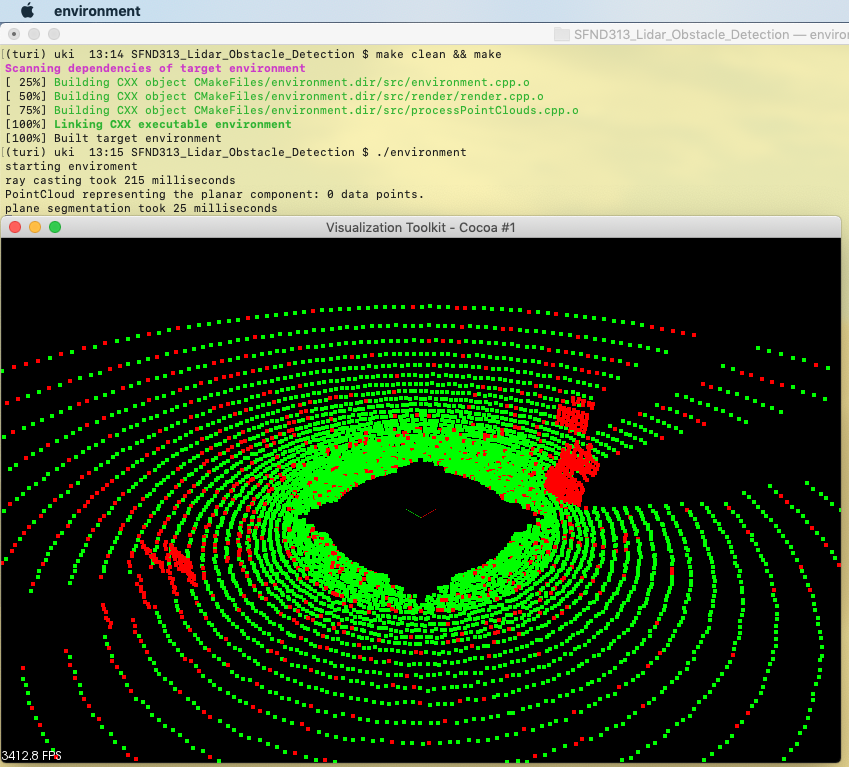 environment
SFND313_Lidar_Obstacle_Detection — enviror
[(turi) uki  13:14 SFND313_Lidar_Obstacle_Detection $ make clean && make
Scanning dependencies of target environment
[ 25%] Building CXX object CMakeFiles/environment.dir/src/environment.cpp.o
[ 50%] Building CXX object CMakeFiles/environment.dir/src/render/render.cpp.o
[ 75%] Building CXX object CMakeFiles/environment.dir/src/processPointClouds.cpp.o
[100%] Linking CXX executable environment
[100%] Built target environment
[(turi) uki  13:15 SFND313_Lidar_Obstacle_Detection $ ./environment
starting enviroment
ray casting took 215 milliseconds
PointCloud representing the planar component: 0 data points.
plane segmentation took 25 milliseconds
Visualization Toolkit - Cocoa #1
3412.8 FPS